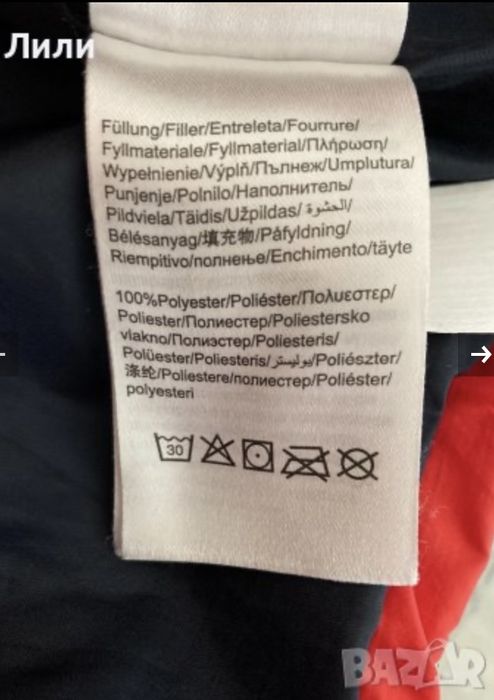 Лили
Füllung/Filler/Entreleta/Fourrure/
Fyllmateriale/Fyllmaterial/Πλήρωση/
Wypełnienie/Výplň/Пълнеж/Umplutura/
Punjenje/Polnilo/Наполнитель/
Pildviela/Täidis/Užpildas/الحشوة/
Bélésanyag/填充物/Påfyldning/
Riempitivo/полнење/Enchimento/täyte
100%Polyester/Poliéster/Πολυεστερ/
Poliester/Полиестер/Poliestersko
vlakno/Полиэстер/Poliesteris/
Polüester/Poliesteris/بوليستر/Poliészter/
涤纶/Poliestere/полиестер/Poliéster/
polyesteri
30
BAZAR